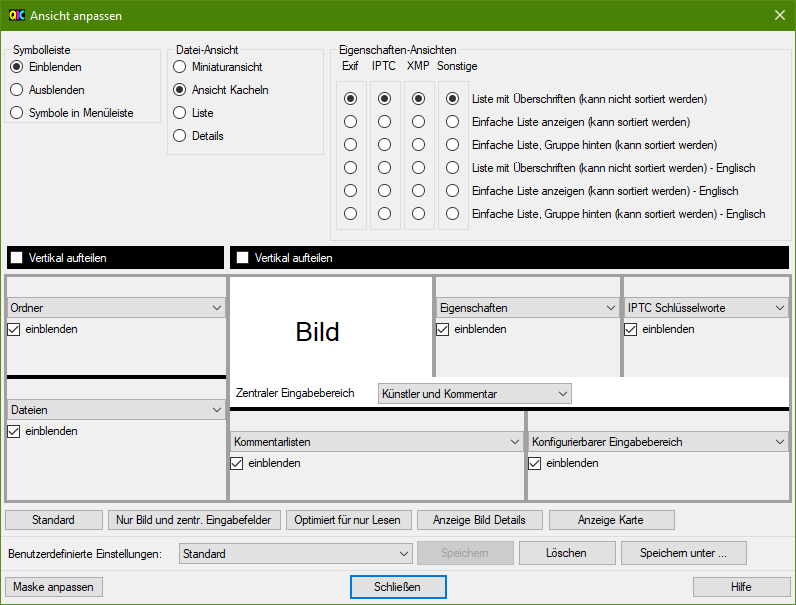 QIC Ansicht anpassen
Symbolleiste
Einblenden
Ausblenden
Symbole in Menüleiste
Datei-Ansicht
Miniaturansicht
Ansicht Kacheln
Liste
Details
Eigenschaften-Ansichten
Exif IPTC XMP Sonstige
Liste mit Überschriften (kann nicht sortiert werden)
Einfache Liste anzeigen (kann sortiert werden)
Einfache Liste, Gruppe hinten (kann sortiert werden)
Liste mit Überschriften (kann nicht sortiert werden) - Englisch
Einfache Liste anzeigen (kann sortiert werden) - Englisch
Einfache Liste, Gruppe hinten (kann sortiert werden) - Englisch
Vertikal aufteilen
Vertikal aufteilen
Ordner
einblenden
Dateien
einblenden
Bild
Eigenschaften
einblenden
IPTC Schlüsselworte
einblenden
Zentraler Eingabebereich Künstler und Kommentar
Kommentarlisten
einblenden
Konfigurierbarer Eingabebereich
einblenden
Standard Nur Bild und zentr. Eingabefelder Optimiert für nur Lesen Anzeige Bild Details Anzeige Karte
Benutzerdefinierte Einstellungen: Standard Speichern Löschen Speichern unter ...
Maske anpassen Schließen Hilfe